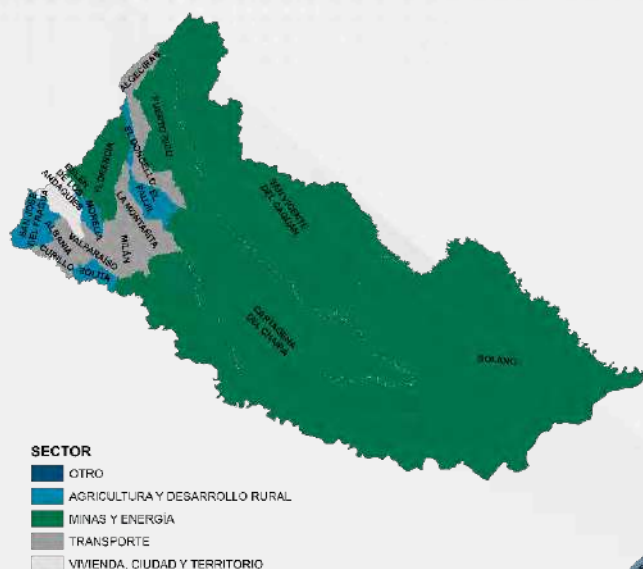 ALGECIRAS
PUERTO RICO
EL DONCELLO
EL
PAUJIL
FLORENCIA
BELÉN
DE LOS
ANDAQUÍES
MORELIA
SAN JOSÉ
DEL FRAGUA
ALBANIA
CURILLO
VALPARAÍSO
SOLITA
MILÁN
LA MONTAÑITA
SAN VICENTE
DEL CAGUÁN
CARTAGENA
DEL CHAIRÁ
SOLANO
SECTOR
OTRO
AGRICULTURA Y DESARROLLO RURAL
MINAS Y ENERGÍA
TRANSPORTE
VIVIENDA, CIUDAD Y TERRITORIO